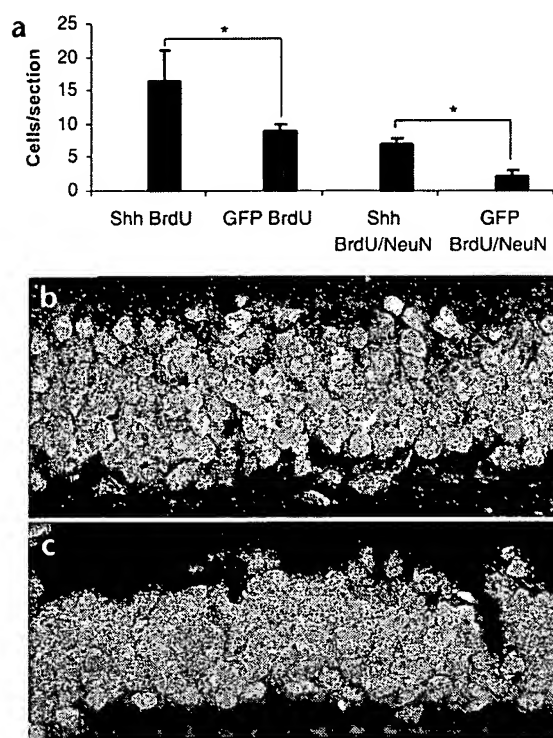 a
Cells/section
25
20
15
10
5
0
*
*
Shh BrdU
GFP BrdU
Shh
BrdU/NeuN
GFP
BrdU/NeuN
b
c